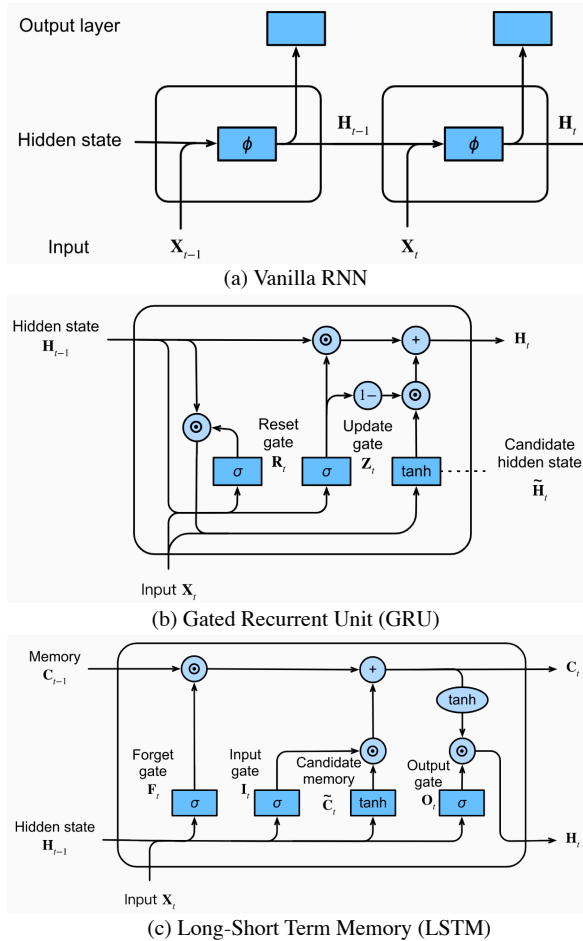 Output layer
Hidden state
ϕ
H_{t-1}
ϕ
H_t
Input
X_{t-1}
X_t
(a) Vanilla RNN
Hidden state
H_{t-1}
⊙
+
H_t
1−
⊙
⊙
Reset
gate
R_t
Update
gate
Z_t
σ
σ
tanh
Candidate
hidden state
H̃_t
Input X_t
(b) Gated Recurrent Unit (GRU)
Memory
C_{t-1}
⊙
+
C_t
tanh
Forget
gate
F_t
Input
gate
I_t
Candidate
memory
C̃_t
⊙
Output
gate
O_t
⊙
σ
σ
tanh
σ
Hidden state
H_{t-1}
H_t
Input X_t
(c) Long-Short Term Memory (LSTM)